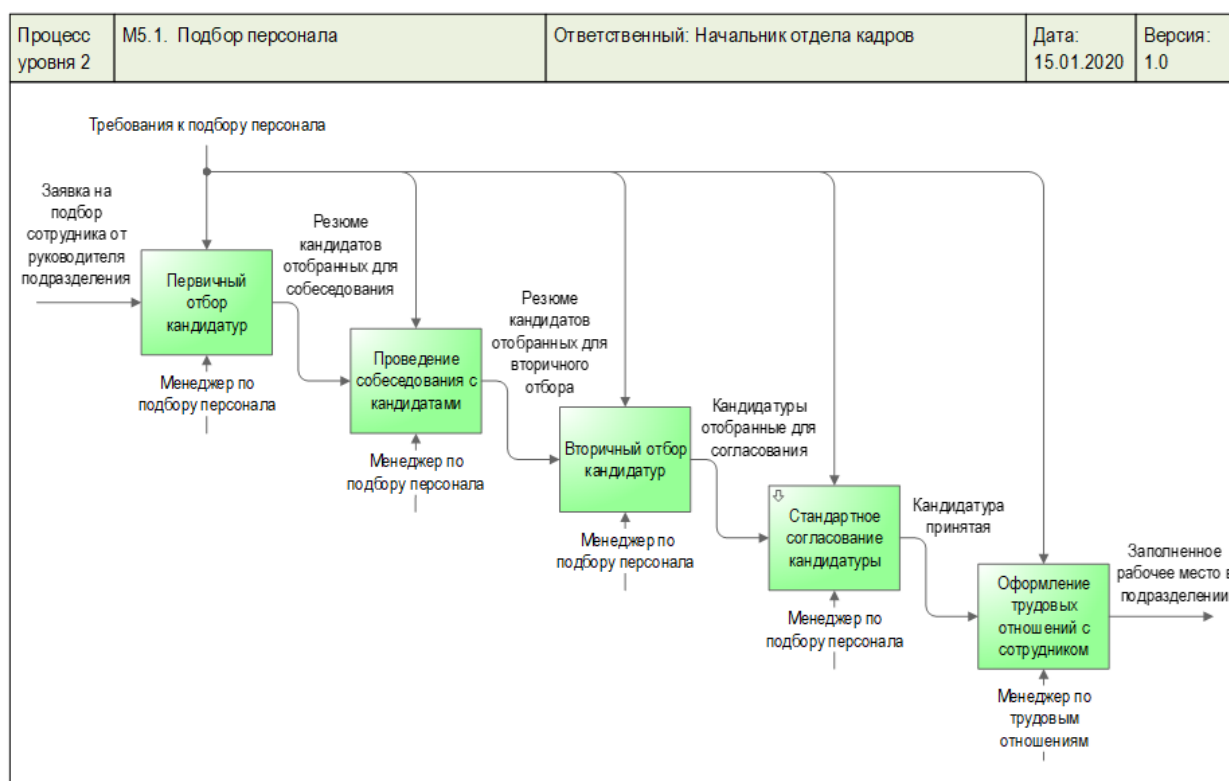 Процесс
уровня 2
М5.1. Подбор персонала
Ответственный: Начальник отдела кадров
Дата:
15.01.2020
Версия:
1.0
Требования к подбору персонала
Заявка на
подбор
сотрудника от
руководителя
подразделения
Первичный
отбор
кандидатур
Менеджер по
подбору персонала
Резюме
кандидатов
отобранных для
собеседования
Проведение
собеседования с
кандидатами
Менеджер по
подбору персонала
Резюме
кандидатов
отобранных для
вторичного
отбора
Вторичный отбор
кандидатур
Менеджер по
подбору персонала
Кандидатуры
отобранные для
согласования
Стандартное
согласование
кандидатуры
Менеджер по
подбору персонала
Кандидатура
принятая
Оформление
трудовых
отношений с
сотрудником
Менеджер по
трудовым
отношениям
Заполненное
рабочее место в
подразделении